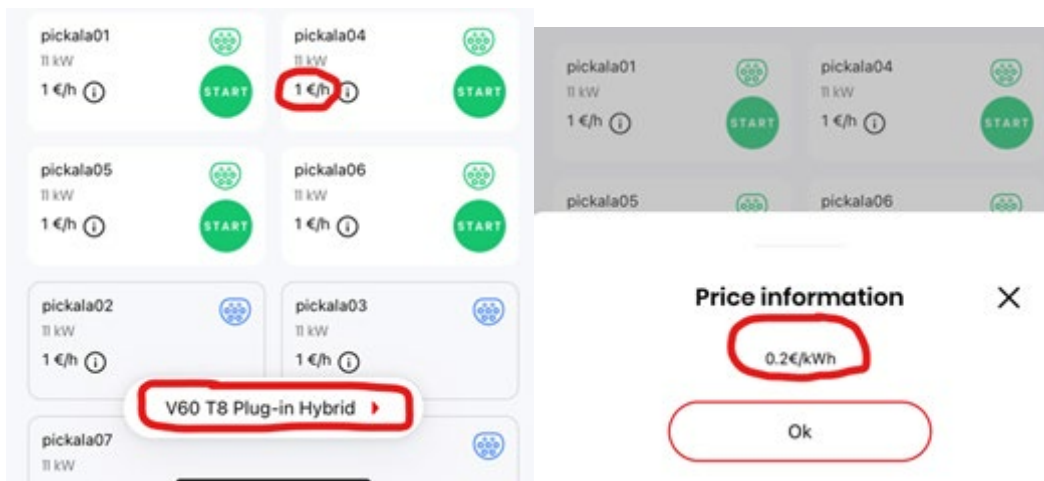 pickala01
11 kW
1 €/h
START
pickala04
11 kW
1 €/h
START
pickala05
11 kW
1 €/h
START
pickala06
11 kW
1 €/h
START
pickala02
11 kW
1 €/h
pickala03
11 kW
1 €/h
V60 T8 Plug-in Hybrid
pickala07
11 kW
pickala01
11 kW
1 €/h
START
pickala04
11 kW
1 €/h
START
pickala05
pickala06
Price information
0.2€/kWh
Ok